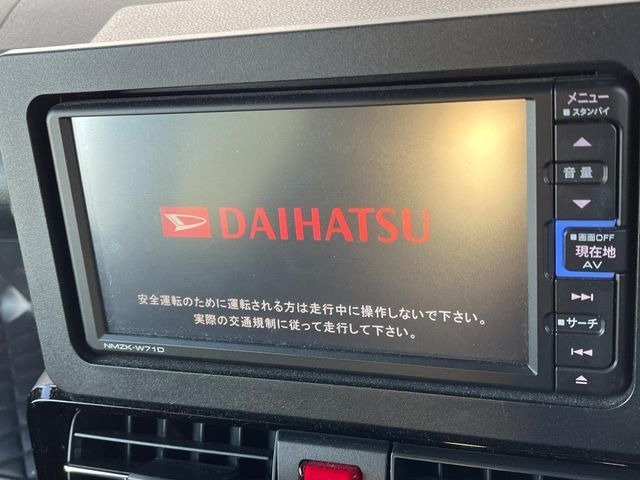 DAIHATSU
安全運転のために運転される方は走行中に操作しないで下さい。
実際の交通規制に従って走行して下さい。
NMZK-W71D
メニュー
■スタンバイ
音量
■画面OFF
現在地
AV
■サーチ